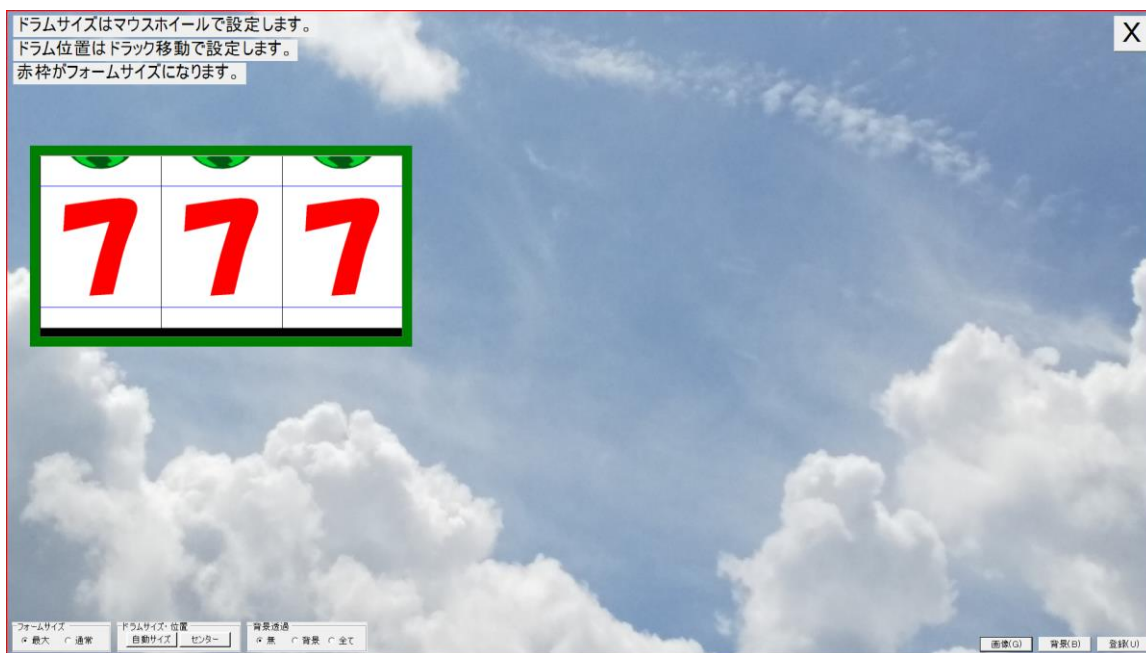 ドラムサイズはマウスホイールで設定します。
X
ドラム位置はドラック移動で設定します。
赤枠がフォームサイズになります。
7 7 7
フォームサイズ
最大 通常
ドラムサイズ・位置
自動サイズ センター
背景透過
無 背景 全て
画像(G) 背景(B) 登録(U)